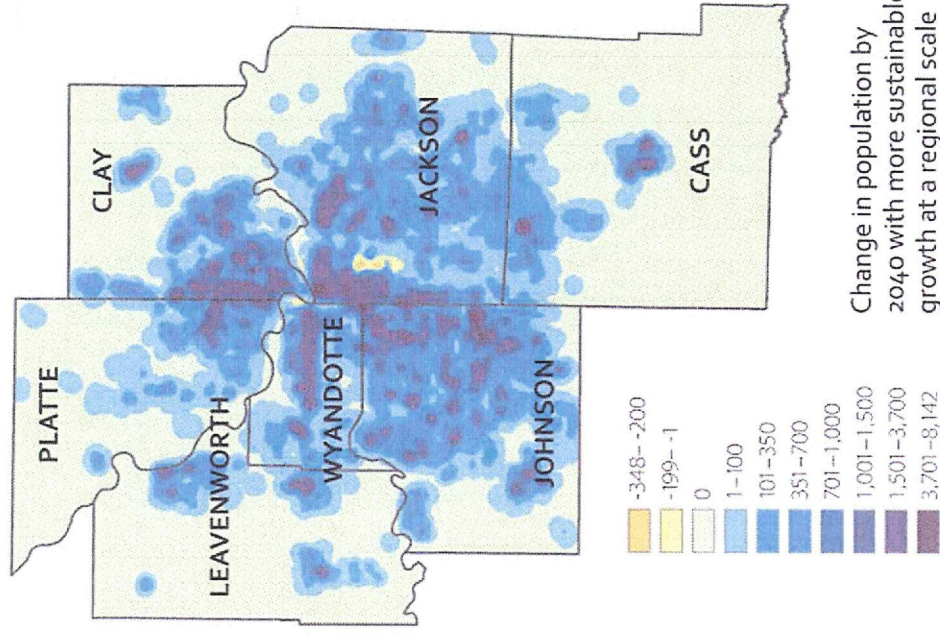 PLATTE
CLAY
LEAVENWORTH
WYANDOTTE
JACKSON
JOHNSON
CASS
-348– -200
-199– -1
0
1–100
101–350
351–700
701–1,000
1,001–1,500
1,501–3,700
3,701–8,142
Change in population by
2040 with more sustainable
growth at a regional scale